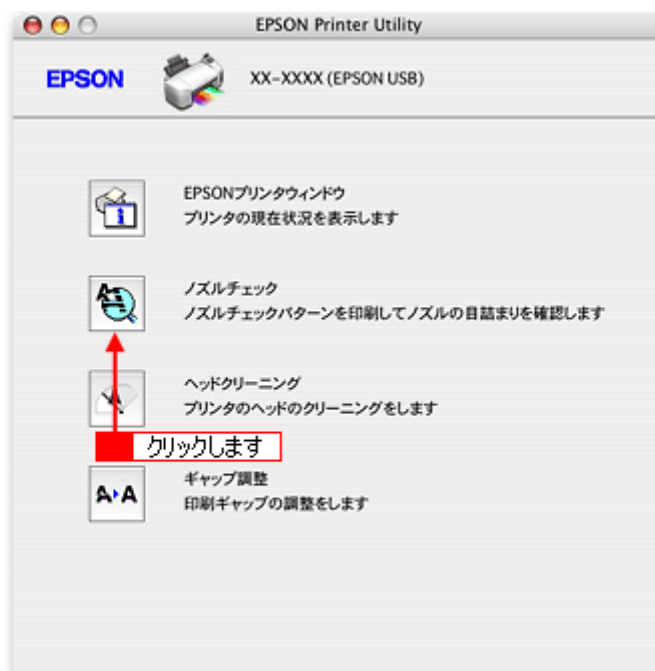 EPSON Printer Utility
EPSON
XX-XXXX (EPSON USB)
EPSONプリンタウィンドウ
プリンタの現在状況を表示します
ノズルチェック
ノズルチェックパターンを印刷してノズルの目詰まりを確認します
ヘッドクリーニング
プリンタのヘッドのクリーニングをします
クリックします
ギャップ調整
印刷ギャップの調整をします
A A